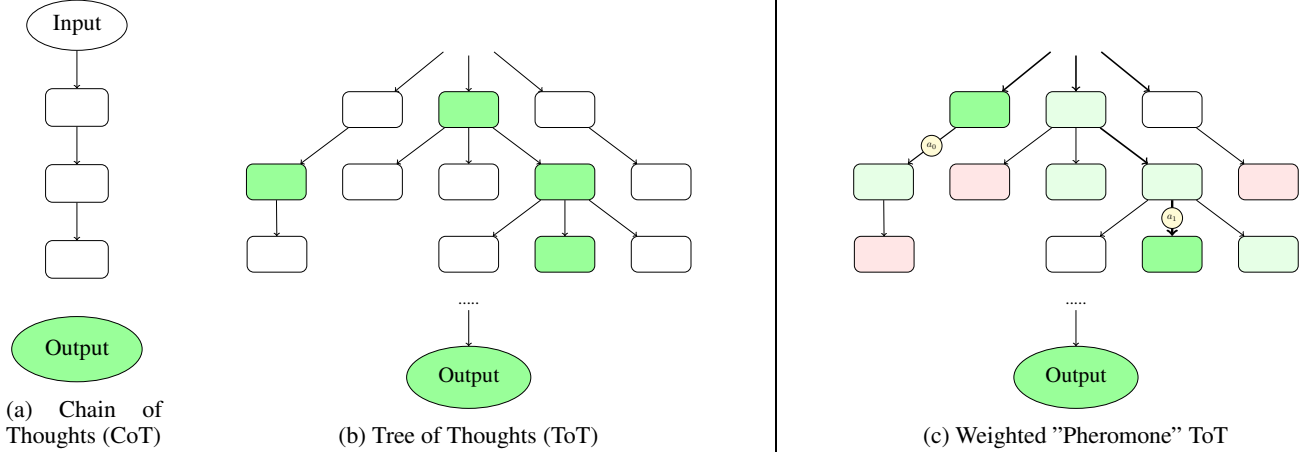 Input
Output
(a) Chain of
Thoughts (CoT)
.....
Output
(b) Tree of Thoughts (ToT)
a0
a1
.....
Output
(c) Weighted ”Pheromone” ToT